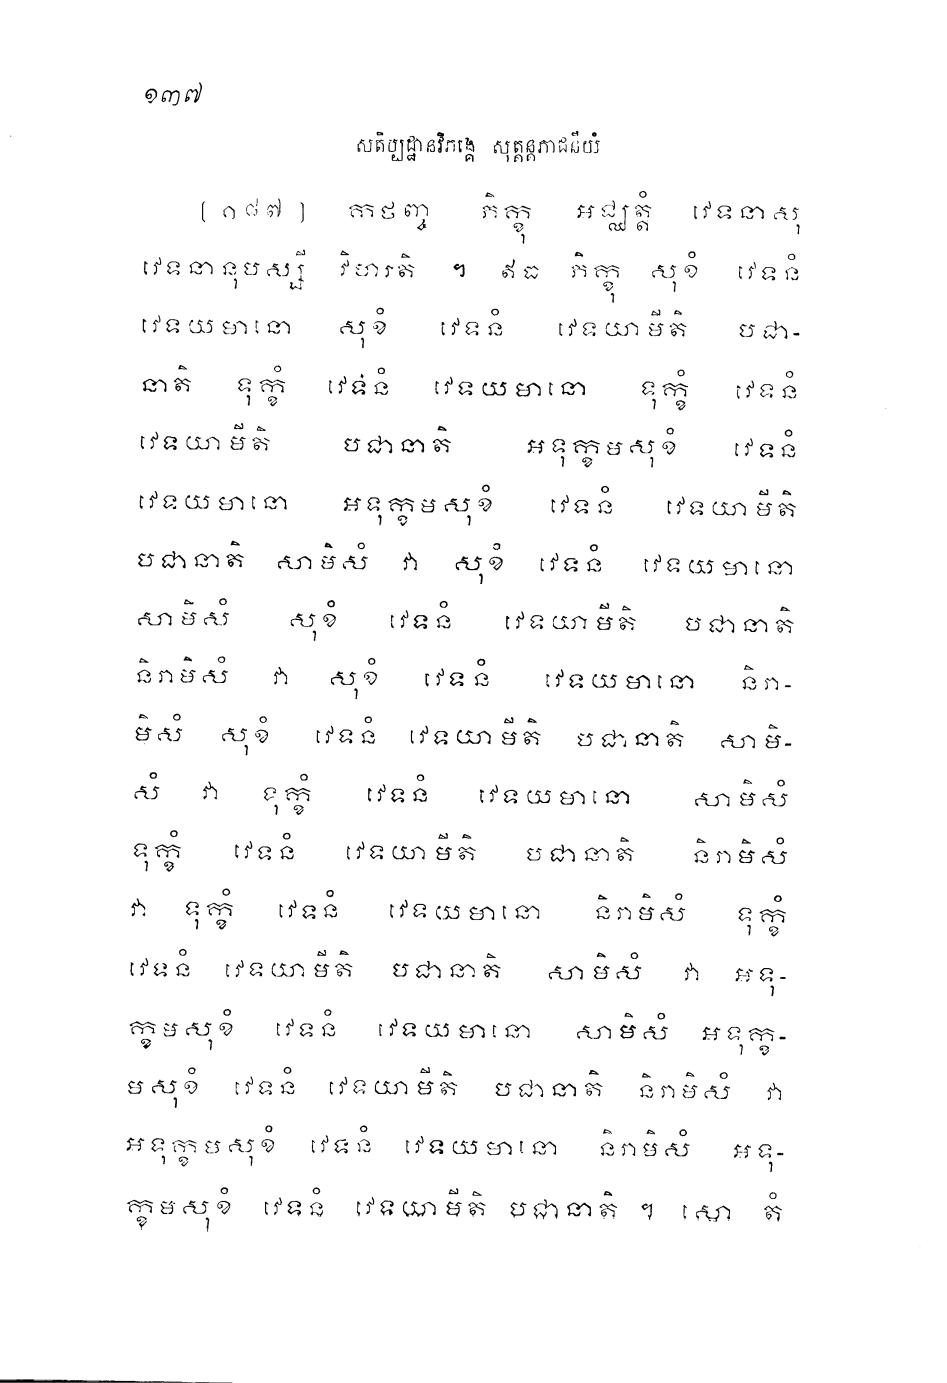 ១៣៧
សតិប្បដ្ឋានវិភង្គេ សុត្តន្តភាជនីយំ
[១៨៧] កថញ្ច ភិក្ខុ អជ្ឈត្តំ វេទនាសុ
វេទនានុបស្សី វិហរតិ ។ ឥធ ភិក្ខុ សុខំ វេទនំ
វេទយមានោ សុខំ វេទនំ វេទយាមីតិ បជា-
នាតិ ទុក្ខំ វេទនំ វេទយមានោ ទុក្ខំ វេទនំ
វេទយាមីតិ បជានាតិ អទុក្ខមសុខំ វេទនំ
វេទយមានោ អទុក្ខមសុខំ វេទនំ វេទយាមីតិ
បជានាតិ សាមិសំ វា សុខំ វេទនំ វេទយមានោ
សាមិសំ សុខំ វេទនំ វេទយាមីតិ បជានាតិ
និរាមិសំ វា សុខំ វេទនំ វេទយមានោ និរា-
មិសំ សុខំ វេទនំ វេទយាមីតិ បជានាតិ សាមិ-
សំ វា ទុក្ខំ វេទនំ វេទយមានោ សាមិសំ
ទុក្ខំ វេទនំ វេទយាមីតិ បជានាតិ និរាមិសំ
វា ទុក្ខំ វេទនំ វេទយមានោ និរាមិសំ ទុក្ខំ
វេទនំ វេទយាមីតិ បជានាតិ សាមិសំ វា អទុ-
ក្ខមសុខំ វេទនំ វេទយមានោ សាមិសំ អទុក្ខ-
មសុខំ វេទនំ វេទយាមីតិ បជានាតិ និរាមិសំ វា
អទុក្ខមសុខំ វេទនំ វេទយមានោ និរាមិសំ អទុ-
ក្ខមសុខំ វេទនំ វេទយាមីតិ បជានាតិ ។ សោ តំ